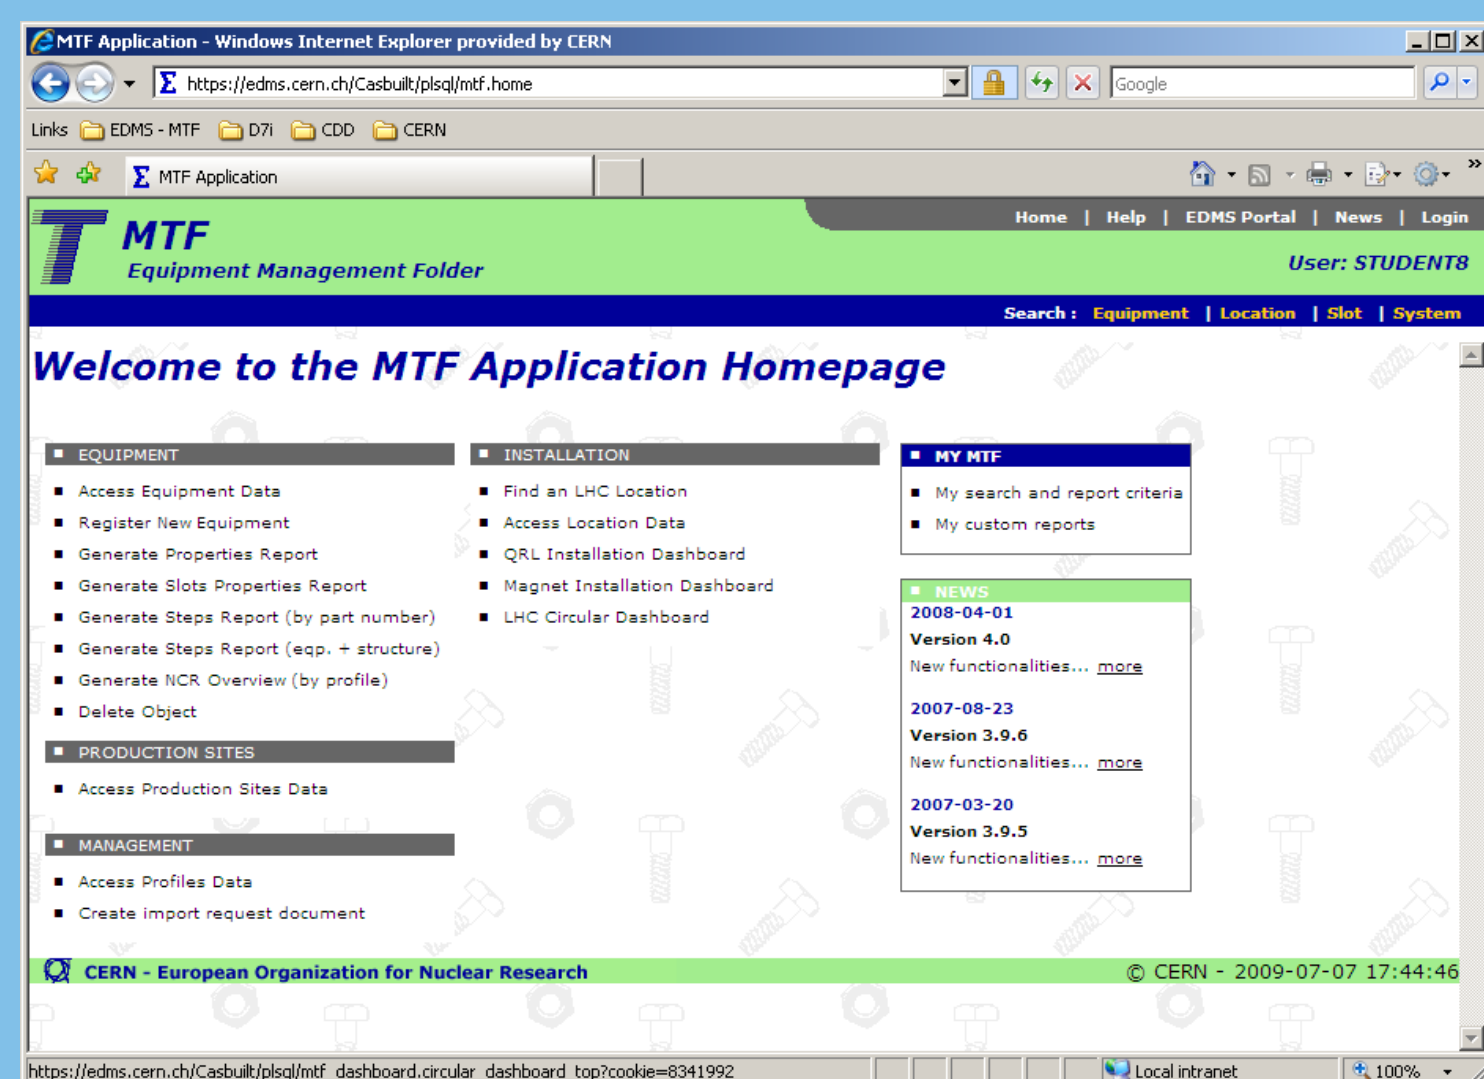 MTF Application - Windows Internet Explorer provided by CERN
https://edms.cern.ch/Casbuilt/plsql/mtf.home
Google
Links EDMS - MTF D7i CDD CERN
MTF Application
Home | Help | EDMS Portal | News | Login
MTF
Equipment Management Folder
User: STUDENT8
Search : Equipment | Location | Slot | System
Welcome to the MTF Application Homepage
EQUIPMENT
Access Equipment Data
Register New Equipment
Generate Properties Report
Generate Slots Properties Report
Generate Steps Report (by part number)
Generate Steps Report (eqp. + structure)
Generate NCR Overview (by profile)
Delete Object
PRODUCTION SITES
Access Production Sites Data
MANAGEMENT
Access Profiles Data
Create import request document
INSTALLATION
Find an LHC Location
Access Location Data
QRL Installation Dashboard
Magnet Installation Dashboard
LHC Circular Dashboard
MY MTF
My search and report criteria
My custom reports
NEWS
2008-04-01
Version 4.0
New functionalities... more
2007-08-23
Version 3.9.6
New functionalities... more
2007-03-20
Version 3.9.5
New functionalities... more
CERN - European Organization for Nuclear Research
© CERN - 2009-07-07 17:44:46
https://edms.cern.ch/Casbuilt/plsql/mtf_dashboard.circular_dashboard_top?cookie=8341992
Local intranet
100%